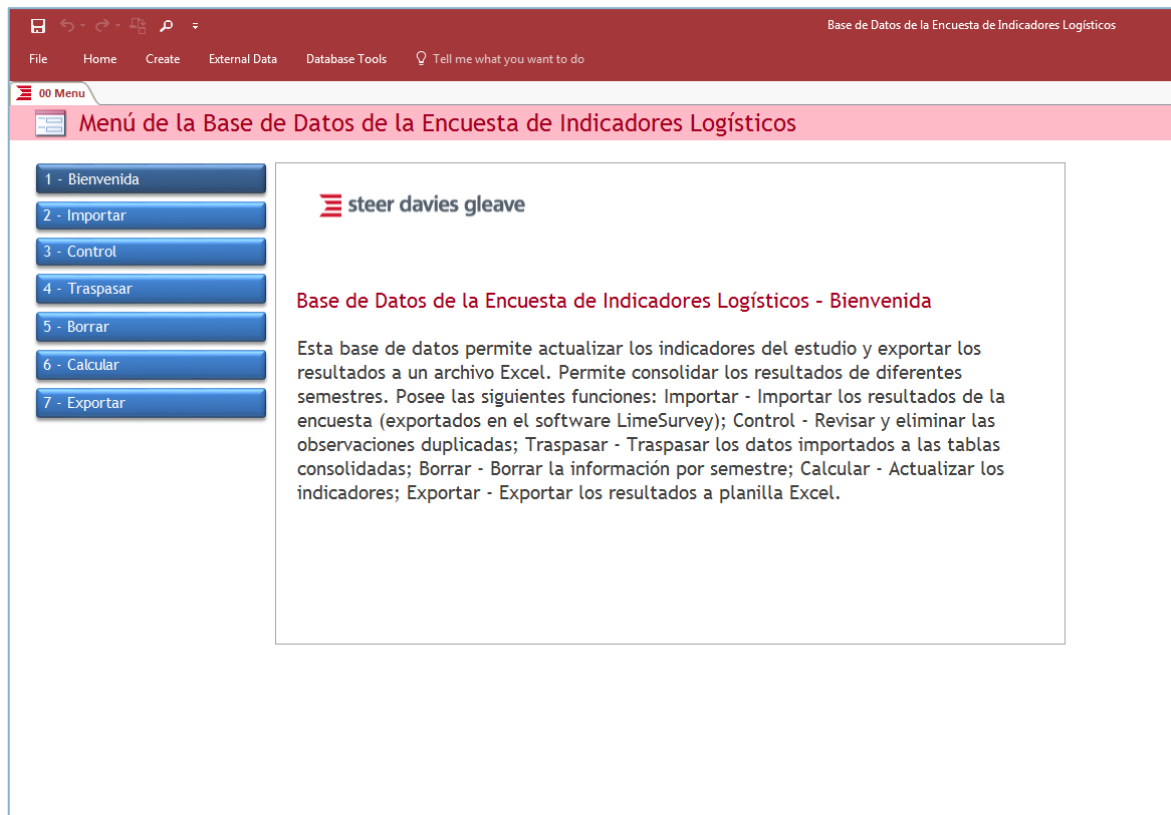 Base de Datos de la Encuesta de Indicadores Logísticos
File Home Create External Data Database Tools Tell me what you want to do
00 Menu
Menú de la Base de Datos de la Encuesta de Indicadores Logísticos
1 - Bienvenida
2 - Importar
3 - Control
4 - Traspasar
5 - Borrar
6 - Calcular
7 - Exportar
steer davies gleave
Base de Datos de la Encuesta de Indicadores Logísticos - Bienvenida
Esta base de datos permite actualizar los indicadores del estudio y exportar los
resultados a un archivo Excel. Permite consolidar los resultados de diferentes
semestres. Posee las siguientes funciones: Importar - Importar los resultados de la
encuesta (exportados en el software LimeSurvey); Control - Revisar y eliminar las
observaciones duplicadas; Traspasar - Traspasar los datos importados a las tablas
consolidadas; Borrar - Borrar la información por semestre; Calcular - Actualizar los
indicadores; Exportar - Exportar los resultados a planilla Excel.